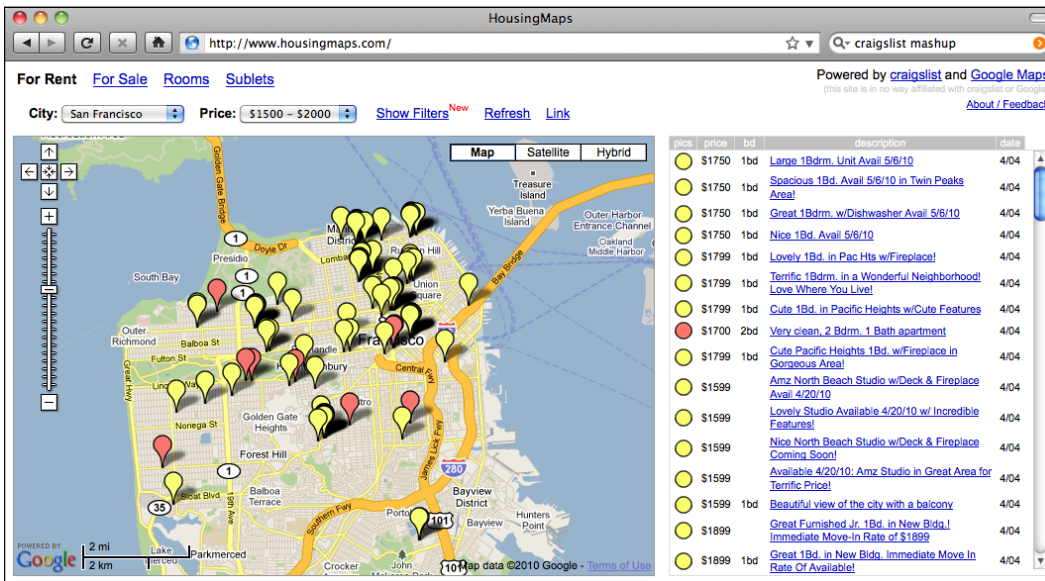 HousingMaps
http://www.housingmaps.com/
craigslist mashup
For Rent For Sale Rooms Sublets
Powered by craigslist and Google Maps
(this site is in no way affiliated with craigslist or Google
About / Feedback
City: San Francisco Price: $1500 - $2000 Show Filters New Refresh Link
Map Satellite Hybrid
Golden Gate Bridge
Treasure Island
Yerba Buena Island
Outer Harbor Entrance Channel
Oakland Middle Harbor
Bay Bridge
1
Doyle Dr
Presidio
Lombard
Union Square
South Bay
1
1
Outer Richmond
Balboa St
Fulton St
Great Hwy
Central Fwy
Noriega St
Golden Gate Heights
Forest Hill
James Lick Fwy
280
1
Sloat Blvd
35
19th Ave
Balboa Terrace
Southern Fwy
101
Bayview District
Bayview
Hunters Point
POWERED BY
Google
2 mi
2 km
Lake Merced
Parkmerced
Crocker
John
101
Map data ©2010 Google - Terms of Use
pics price bd description date
$1750 1bd Large 1Bdrm. Unit Avail 5/6/10 4/04
$1750 1bd Spacious 1Bd. Avail 5/6/10 in Twin Peaks
Area! 4/04
$1750 1bd Great 1Bdrm. w/Dishwasher Avail 5/6/10 4/04
$1750 1bd Nice 1Bd. Avail 5/6/10 4/04
$1799 1bd Lovely 1Bd. in Pac Hts w/Fireplace! 4/04
$1799 1bd Terrific 1Bdrm. in a Wonderful Neighborhood!
Love Where You Live! 4/04
$1799 1bd Cute 1Bd. in Pacific Heights w/Cute Features 4/04
$1700 2bd Very clean, 2 Bdrm. 1 Bath apartment 4/04
$1799 1bd Cute Pacific Heights 1Bd. w/Fireplace in
Gorgeous Area! 4/04
$1599 Amz North Beach Studio w/Deck & Fireplace
Avail 4/20/10 4/04
$1599 Lovely Studio Available 4/20/10 w/ Incredible
Features! 4/04
$1599 Nice North Beach Studio w/Deck & Fireplace
Coming Soon! 4/04
$1599 Available 4/20/10: Amz Studio in Great Area for
Terrific Price! 4/04
$1599 1bd Beautiful view of the city with a balcony 4/04
$1899 Great Furnished Jr. 1Bd. in New Bldg.!
Immediate Move-In Rate of $1899 4/04
$1899 1bd Great 1Bd. in New Bldg. Immediate Move In
Rate Of Available! 4/04